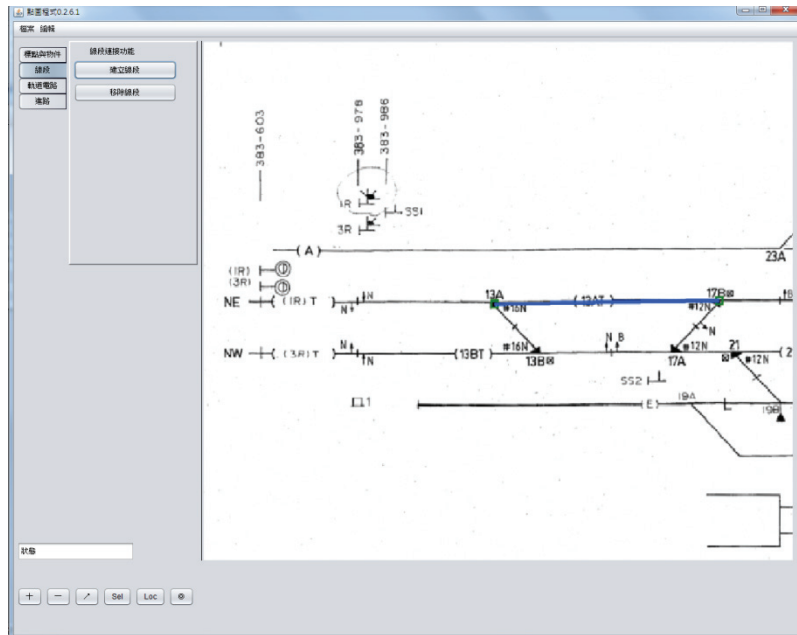 點圖程式0.2.6.1
檔案 編輯
標點與物件
線段
軌道電路
進路
線段連接功能
建立線段
移除線段
383-603
383-978
383-986
1R
SS1
3R
(A)
23A
(1R)
(3R)
NE (1R)T N N 13A #16N (13AT) 17B #12N B
N
NW (3R)T N N (13BT) #16N 13B N B 17A #12N 21 #12N (2
SS2
1
(E) 19A
19B
狀態
+ − Sel Loc